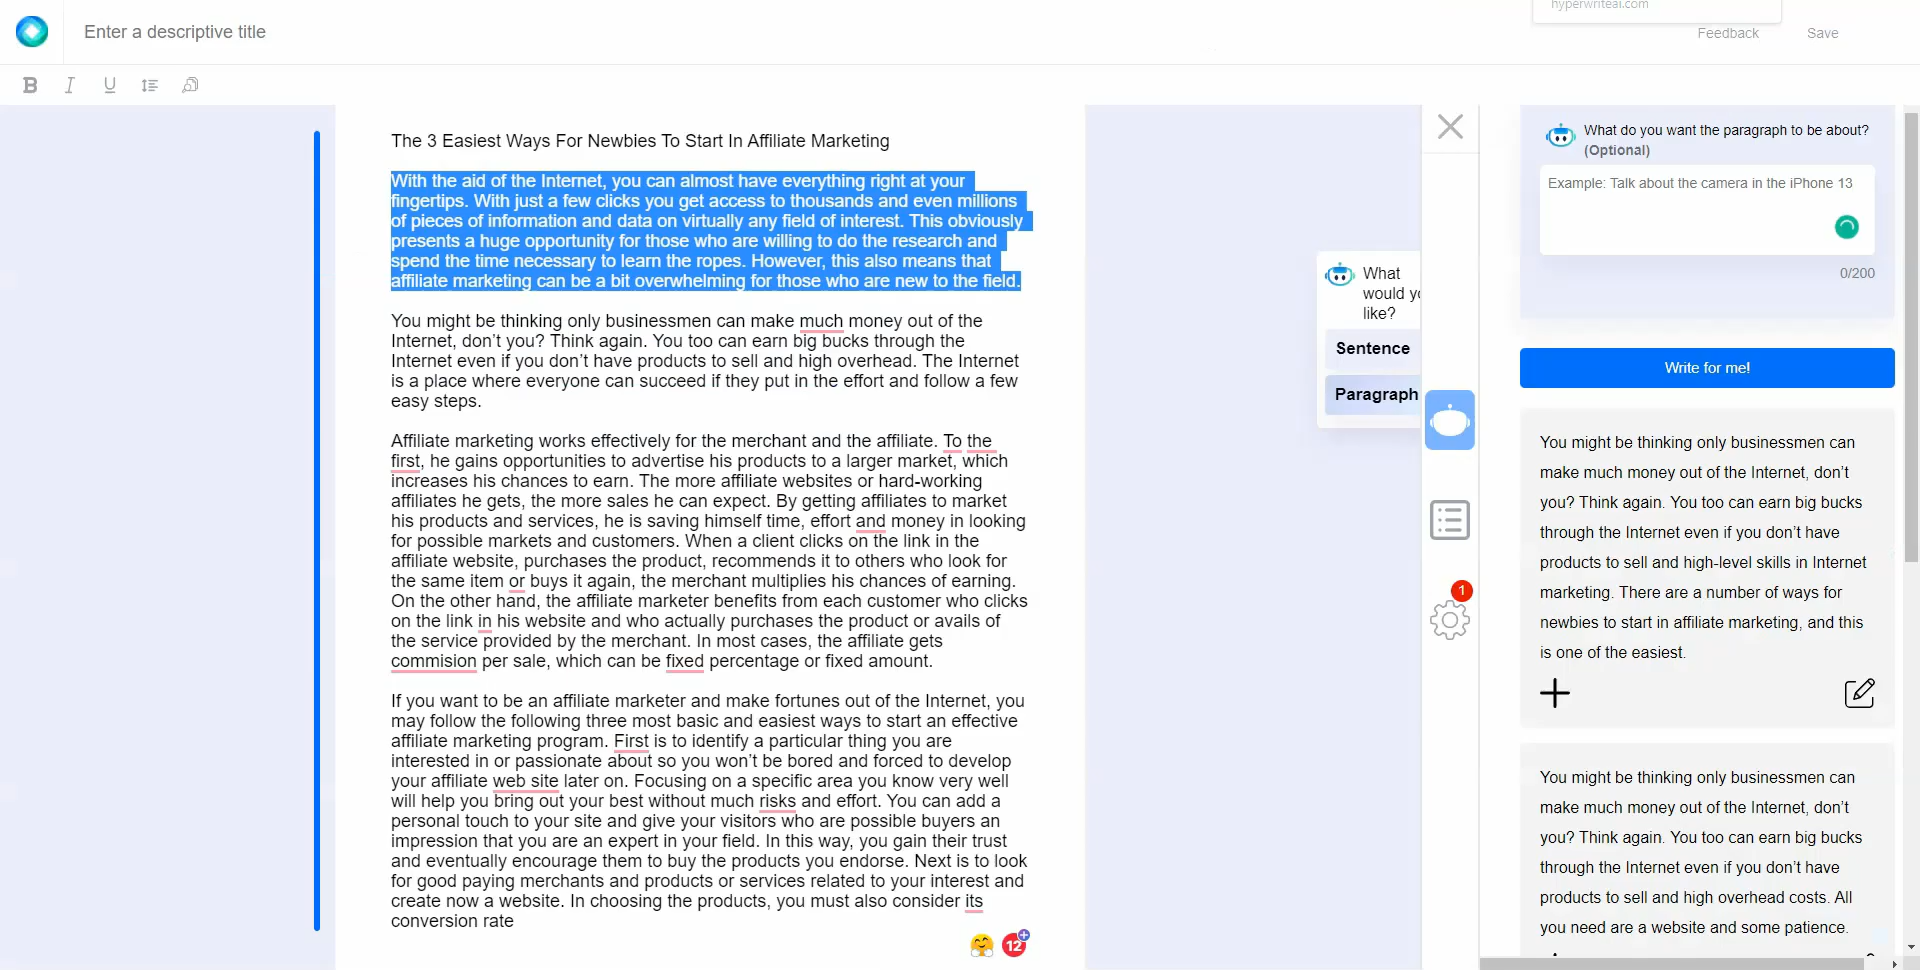 hyperwriteai.com
Enter a descriptive title
Feedback
Save
B I U
The 3 Easiest Ways For Newbies To Start In Affiliate Marketing
With the aid of the Internet, you can almost have everything right at your
fingertips. With just a few clicks you get access to thousands and even millions
of pieces of information and data on virtually any field of interest. This obviously
presents a huge opportunity for those who are willing to do the research and
spend the time necessary to learn the ropes. However, this also means that
affiliate marketing can be a bit overwhelming for those who are new to the field.
You might be thinking only businessmen can make much money out of the
Internet, don’t you? Think again. You too can earn big bucks through the
Internet even if you don’t have products to sell and high overhead. The Internet
is a place where everyone can succeed if they put in the effort and follow a few
easy steps.
Affiliate marketing works effectively for the merchant and the affiliate. To the
first, he gains opportunities to advertise his products to a larger market, which
increases his chances to earn. The more affiliate websites or hard-working
affiliates he gets, the more sales he can expect. By getting affiliates to market
his products and services, he is saving himself time, effort and money in looking
for possible markets and customers. When a client clicks on the link in the
affiliate website, purchases the product, recommends it to others who look for
the same item or buys it again, the merchant multiplies his chances of earning.
On the other hand, the affiliate marketer benefits from each customer who clicks
on the link in his website and who actually purchases the product or avails of
the service provided by the merchant. In most cases, the affiliate gets
commision per sale, which can be fixed percentage or fixed amount.
If you want to be an affiliate marketer and make fortunes out of the Internet, you
may follow the following three most basic and easiest ways to start an effective
affiliate marketing program. First is to identify a particular thing you are
interested in or passionate about so you won’t be bored and forced to develop
your affiliate web site later on. Focusing on a specific area you know very well
will help you bring out your best without much risks and effort. You can add a
personal touch to your site and give your visitors who are possible buyers an
impression that you are an expert in your field. In this way, you gain their trust
and eventually encourage them to buy the products you endorse. Next is to look
for good paying merchants and products or services related to your interest and
create now a website. In choosing the products, you must also consider its
conversion rate
12
What
would yo
like?
Sentence
Paragraph
1
What do you want the paragraph to be about?
(Optional)
Example: Talk about the camera in the iPhone 13
0/200
Write for me!
You might be thinking only businessmen can
make much money out of the Internet, don’t
you? Think again. You too can earn big bucks
through the Internet even if you don’t have
products to sell and high-level skills in Internet
marketing. There are a number of ways for
newbies to start in affiliate marketing, and this
is one of the easiest.
You might be thinking only businessmen can
make much money out of the Internet, don’t
you? Think again. You too can earn big bucks
through the Internet even if you don’t have
products to sell and high overhead costs. All
you need are a website and some patience.